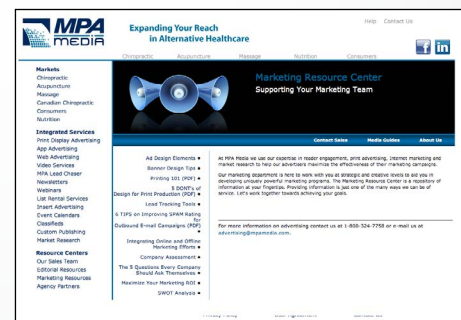 MPA
MEDIA
Expanding Your Reach
in Alternative Healthcare
Help Contact Us
Chiropractic Acupuncture Massage Nutrition Consumers
Markets
Chiropractic
Acupuncture
Massage
Canadian Chiropractic
Consumers
Nutrition
Integrated Services
Print Display Advertising
App Advertising
Web Advertising
Video Services
MPA Lead Chaser
Newsletters
Webinars
List Rental Services
Insert Advertising
Event Calendars
Classifieds
Custom Publishing
Market Research
Resource Centers
Our Sales Team
Editorial Resources
Marketing Resources
Agency Partners
Marketing Resource Center
Supporting Your Marketing Team
Contact Sales Media Guides About Us
Ad Design Elements
Banner Design Tips
Printing 101 (PDF)
5 DONT's of
Design for Print Production (PDF)
Lead Tracking Tools
6 TIPS on Improving SPAM Rating
for
Outbound E-mail Campaigns (PDF)
Integrating Online and Offline
Marketing Efforts
Company Assessment
The 5 Questions Every Company
Should Ask Themselves
Maximize Your Marketing ROI
SWOT Analysis
At MPA Media we use our expertise in reader engagement, print advertising, internet marketing and
market research to help our advertisers maximize the effectiveness of their marketing campaigns.
Our marketing department is here to work with you at strategic and creative levels to aid you in
developing uniquely powerful marketing programs. The Marketing Resource Center is a repository of
information at your fingertips. Providing information is just one of the many ways we can be of
service. Let's work together towards achieving your goals.
For more information on advertising contact us at 1-800-324-7758 or e-mail us at
advertising@mpamedia.com.